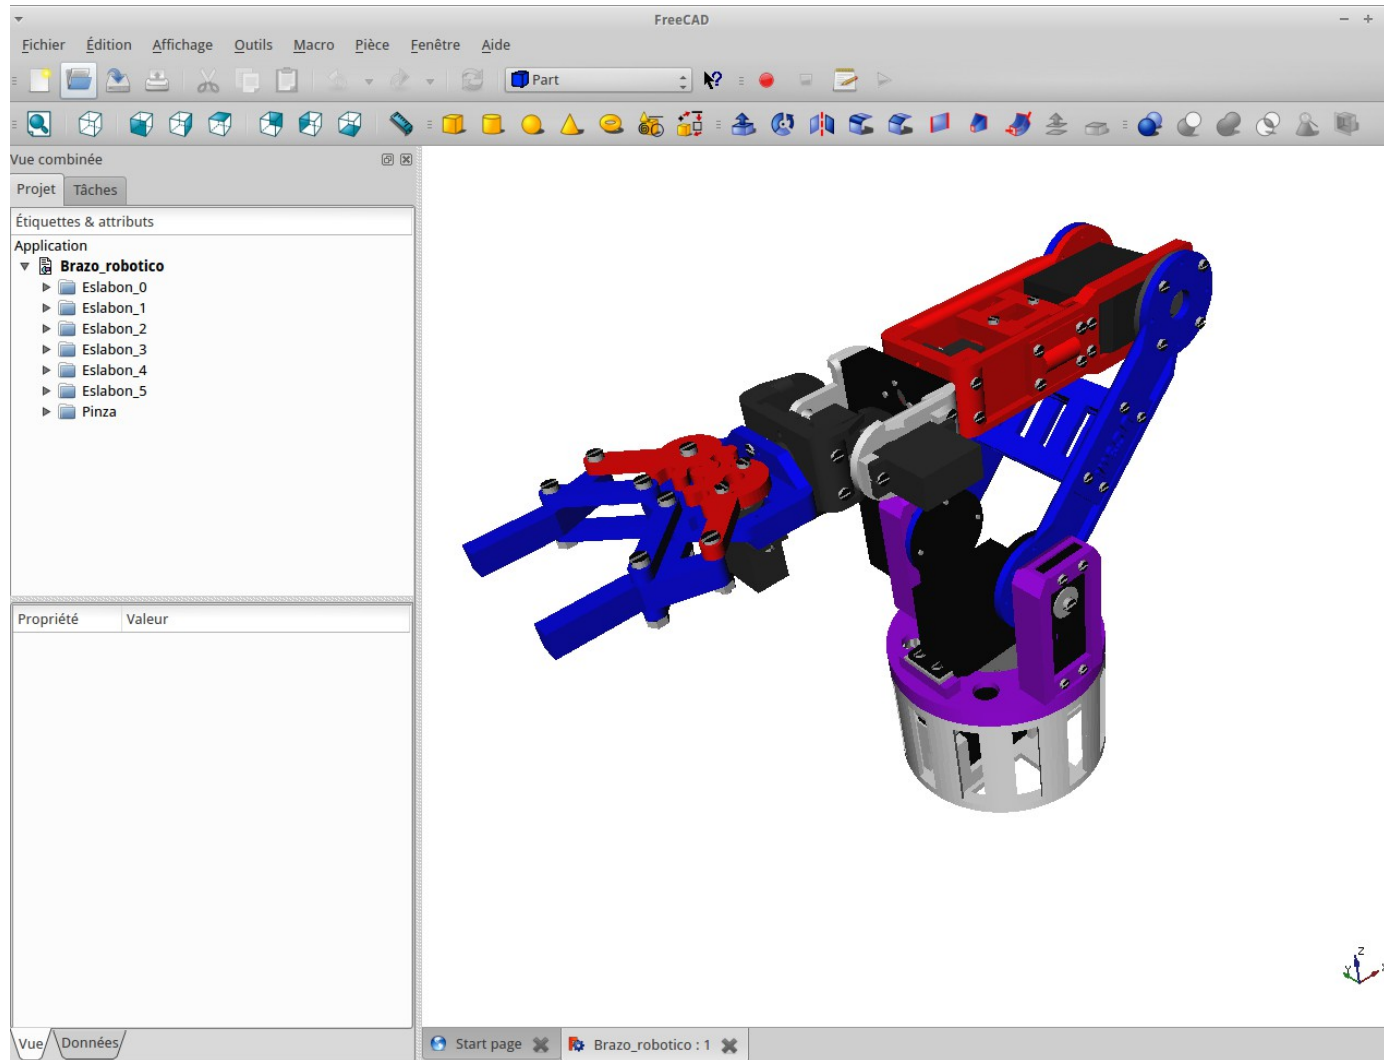 FreeCAD
Fichier Édition Affichage Outils Macro Pièce Fenêtre Aide
Part
Vue combinée
Projet Tâches
Étiquettes & attributs
Application
Brazo_robotico
Eslabon_0
Eslabon_1
Eslabon_2
Eslabon_3
Eslabon_4
Eslabon_5
Pinza
Propriété Valeur
Z
Y
X
Vue Données
Start page Brazo_robotico : 1